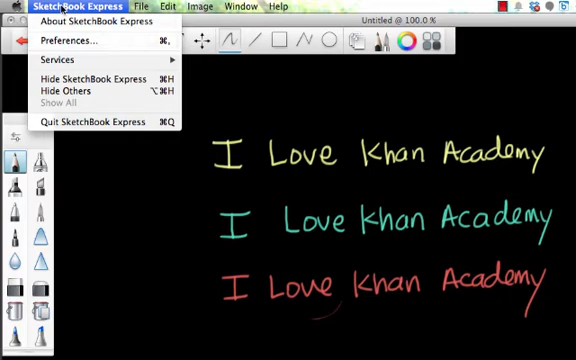 SketchBook Express File Edit Image Window Help
Untitled @ 100.0 %
About SketchBook Express
Preferences... ⌘,
Services
Hide SketchBook Express ⌘H
Hide Others ⌥⌘H
Show All
Quit SketchBook Express ⌘Q
I Love Khan Academy
I Love Khan Academy
I Love Khan Academy